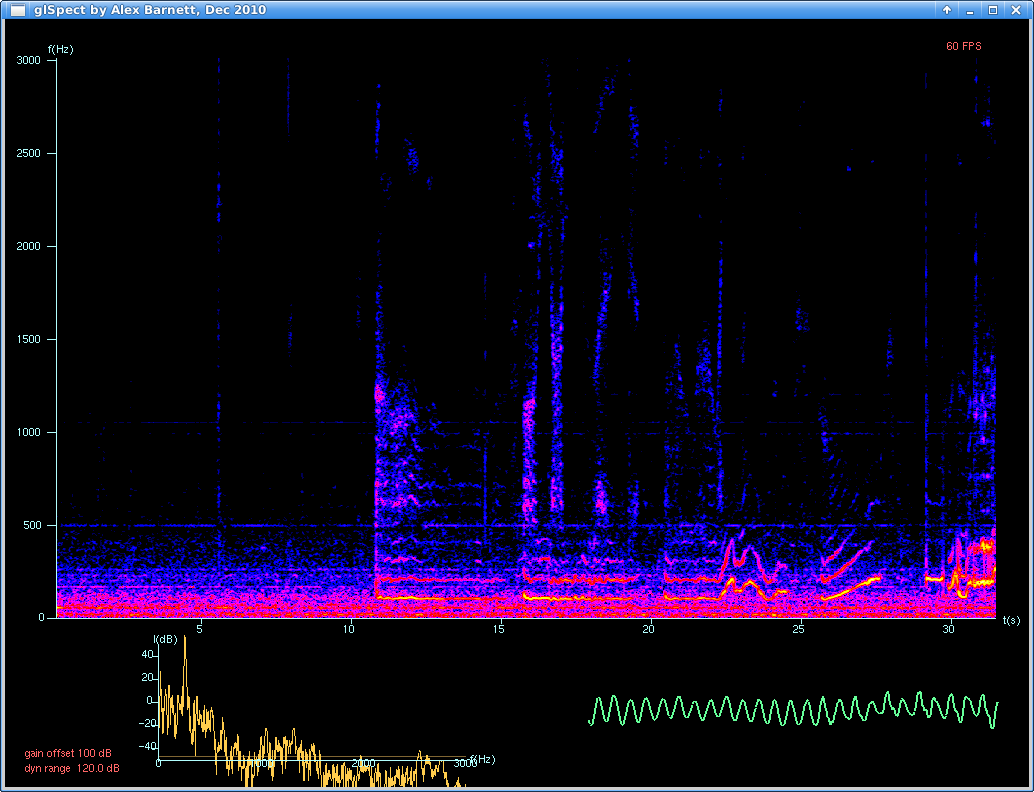 glSpect by Alex Barnett, Dec 2010
f(Hz)
60 FPS
3000
2500
2000
1500
1000
500
0
5 10 15 20 25 30 t(s)
I(dB)
40
20
0
−20
−40
0 1000 2000 3000 f(Hz)
gain offset 100 dB
dyn range 120.0 dB